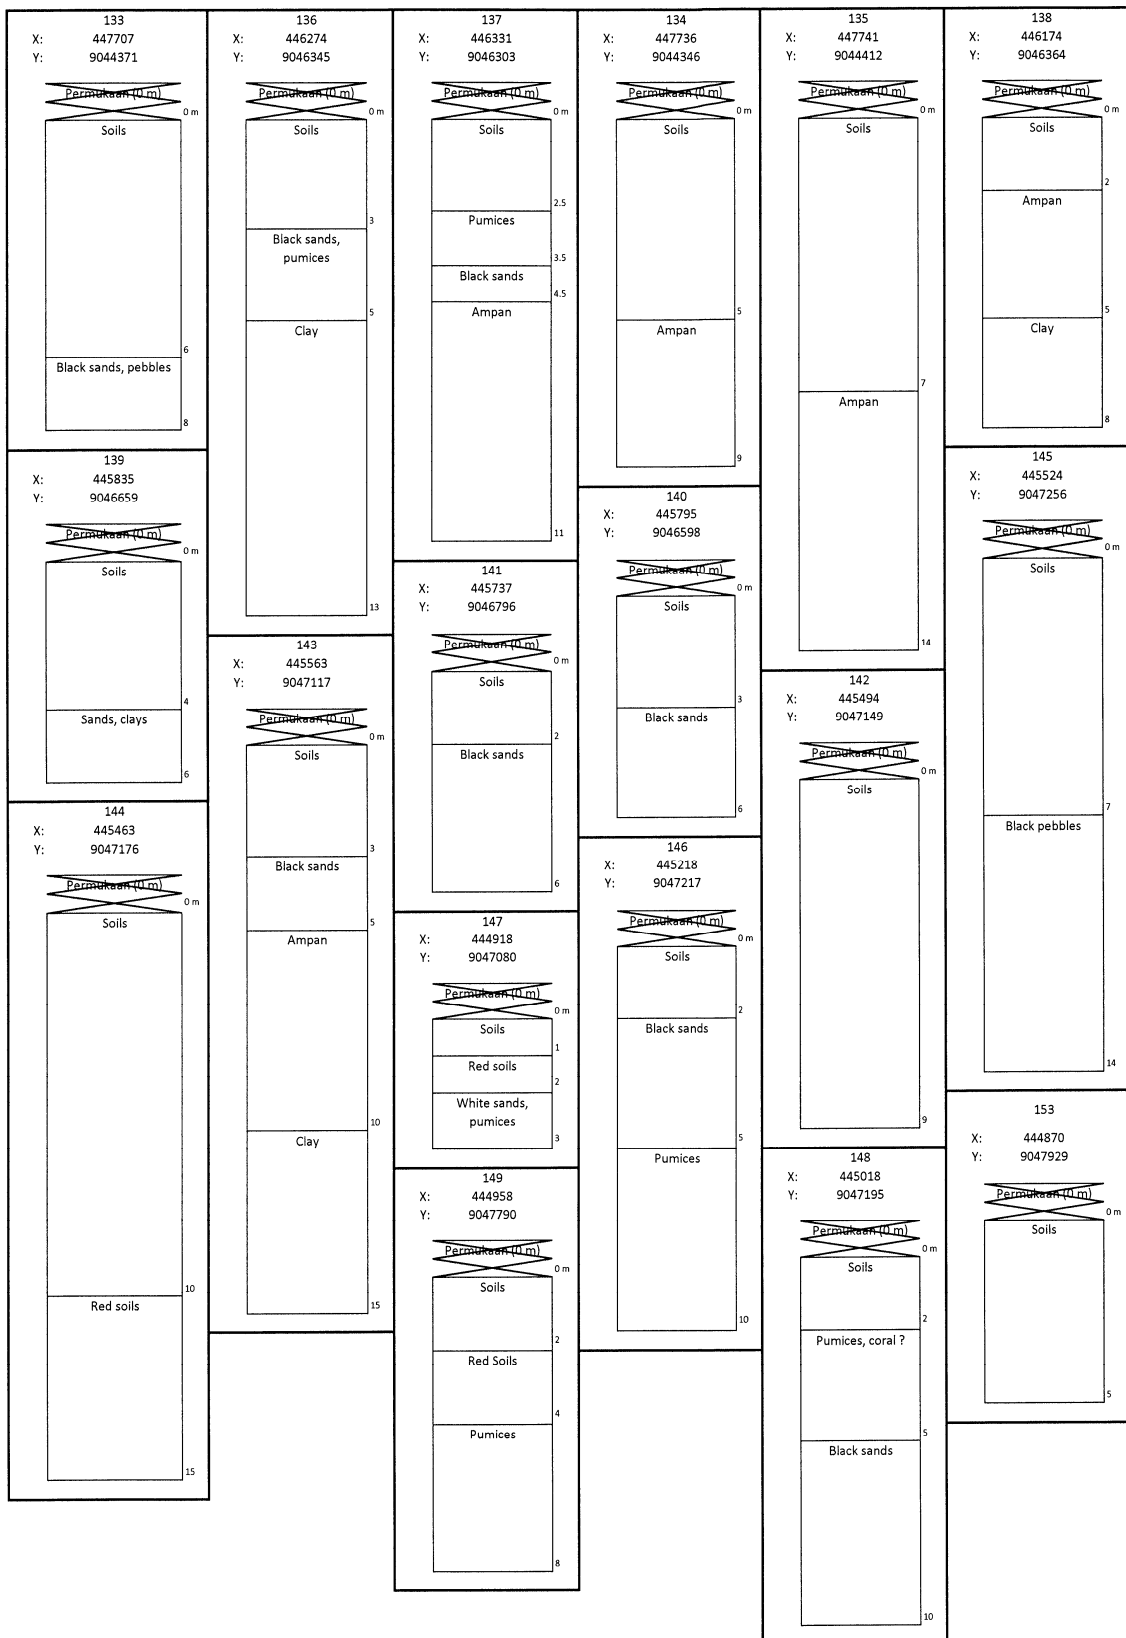 133
X: 447707
Y: 9044371
Permukaan (0 m)
0 m
Soils
6
Black sands, pebbles
8
139
X: 445835
Y: 9046659
Permukaan (0 m)
0 m
Soils
4
Sands, clays
6
144
X: 445463
Y: 9047176
Permukaan (0 m)
0 m
Soils
10
Red soils
15
136
X: 446274
Y: 9046345
Permukaan (0 m)
0 m
Soils
3
Black sands,
pumices
5
Clay
13
143
X: 445563
Y: 9047117
Permukaan (0 m)
0 m
Soils
3
Black sands
5
Ampan
10
Clay
15
137
X: 446331
Y: 9046303
Permukaan (0 m)
0 m
Soils
2.5
Pumices
3.5
Black sands
4.5
Ampan
11
141
X: 445737
Y: 9046796
Permukaan (0 m)
0 m
Soils
2
Black sands
6
147
X: 444918
Y: 9047080
Permukaan (0 m)
0 m
Soils
1
Red soils
2
White sands,
pumices
3
149
X: 444958
Y: 9047790
Permukaan (0 m)
0 m
Soils
2
Red Soils
4
Pumices
8
134
X: 447736
Y: 9044346
Permukaan (0 m)
0 m
Soils
5
Ampan
9
140
X: 445795
Y: 9046598
Permukaan (0 m)
0 m
Soils
3
Black sands
6
146
X: 445218
Y: 9047217
Permukaan (0 m)
0 m
Soils
2
Black sands
5
Pumices
10
135
X: 447741
Y: 9044412
Permukaan (0 m)
0 m
Soils
7
Ampan
14
142
X: 445494
Y: 9047149
Permukaan (0 m)
0 m
Soils
9
148
X: 445018
Y: 9047195
Permukaan (0 m)
0 m
Soils
2
Pumices, coral ?
5
Black sands
10
138
X: 446174
Y: 9046364
Permukaan (0 m)
0 m
Soils
2
Ampan
5
Clay
8
145
X: 445524
Y: 9047256
Permukaan (0 m)
0 m
Soils
7
Black pebbles
14
153
X: 444870
Y: 9047929
Permukaan (0 m)
0 m
Soils
5